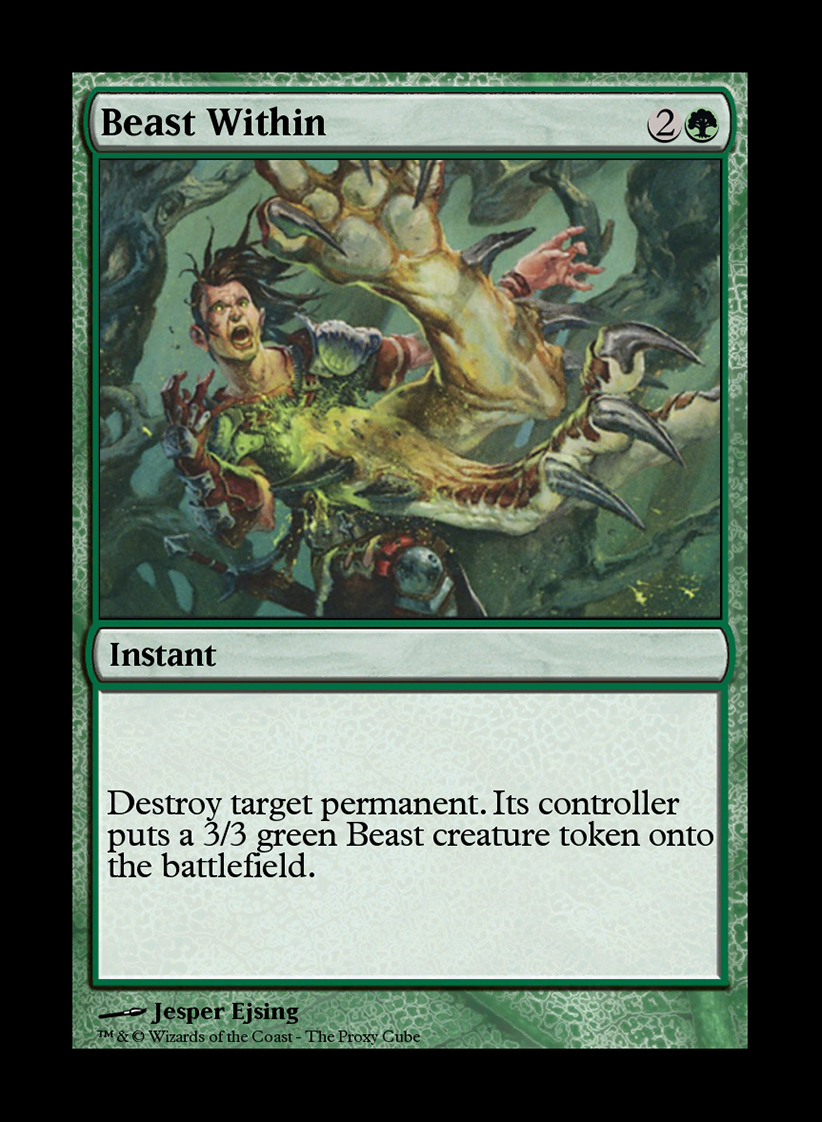 Beast Within
2
Instant
Destroy target permanent. Its controller
puts a 3/3 green Beast creature token onto
the battlefield.
Jesper Ejsing
™ & © Wizards of the Coast - The Proxy Cube